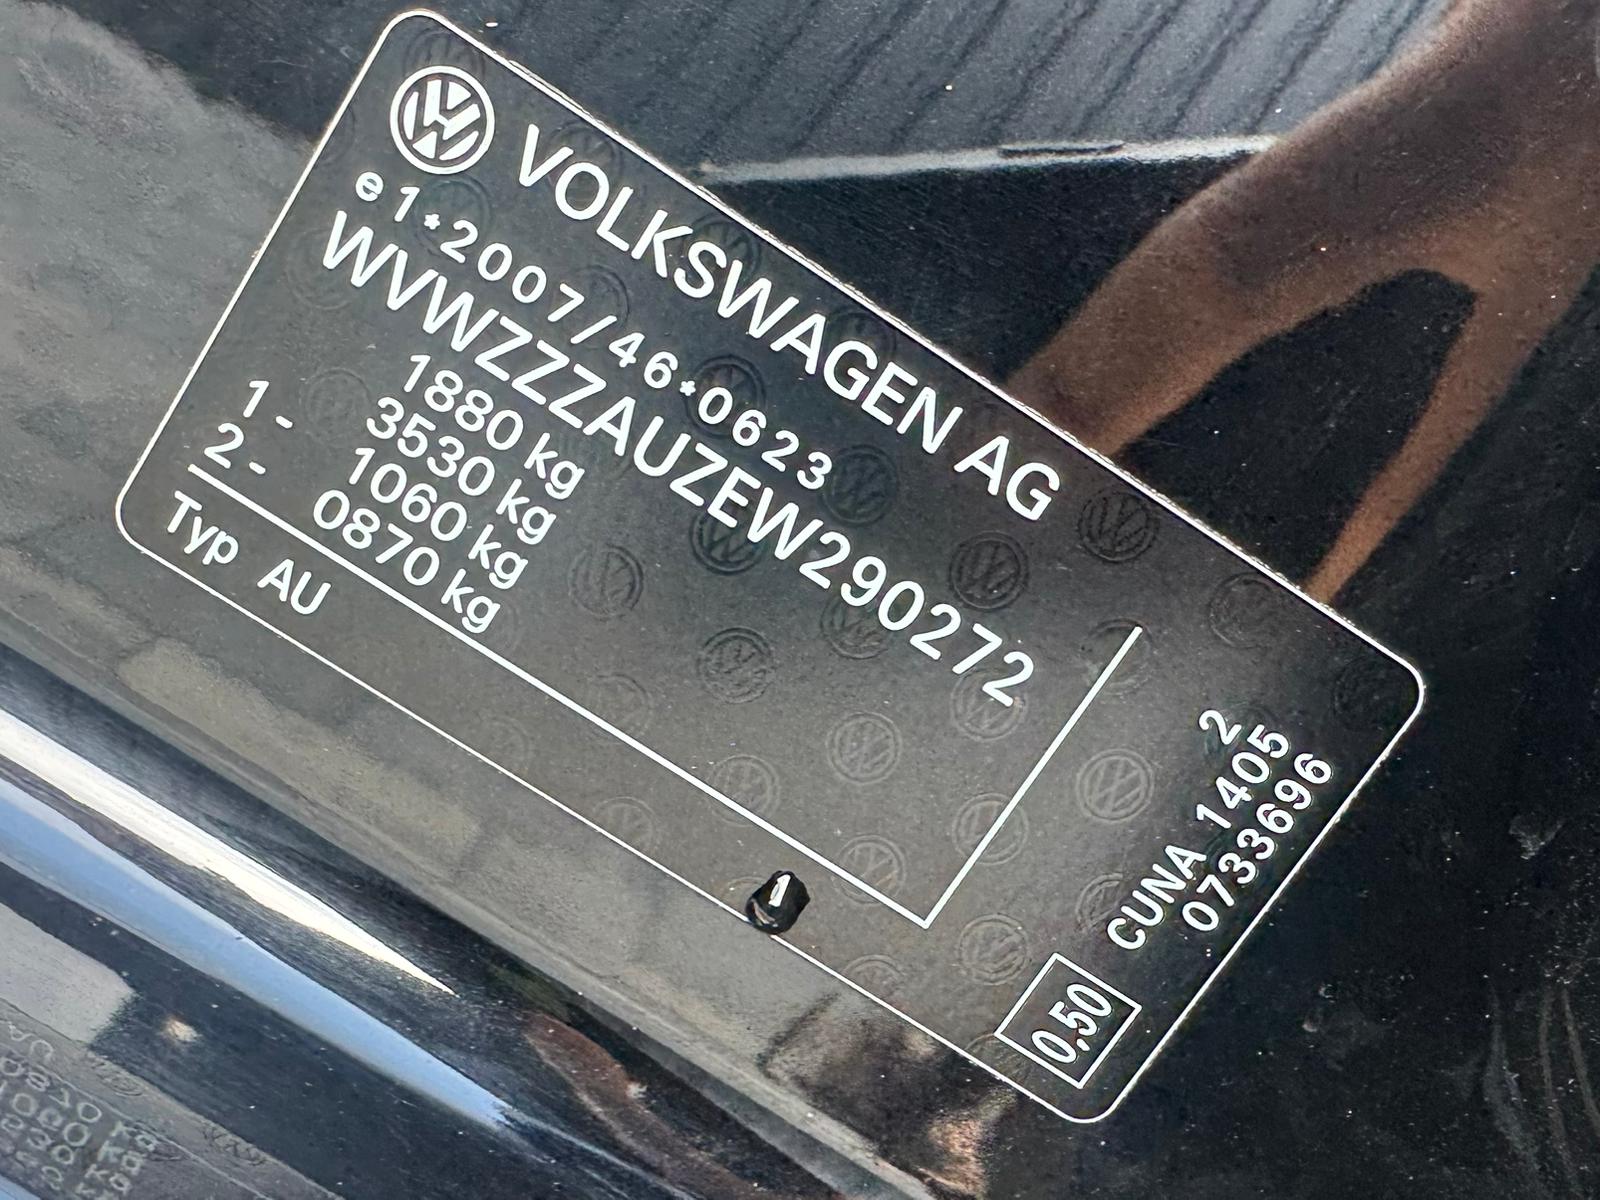 VOLKSWAGEN AG
e1*2007/46*0623
WVWZZZAUZEW290272
1880 kg
3530 kg
1 - 1060 kg
2 - 0870 kg
Typ AU
1
2
CUNA 1405
0733696
0,50